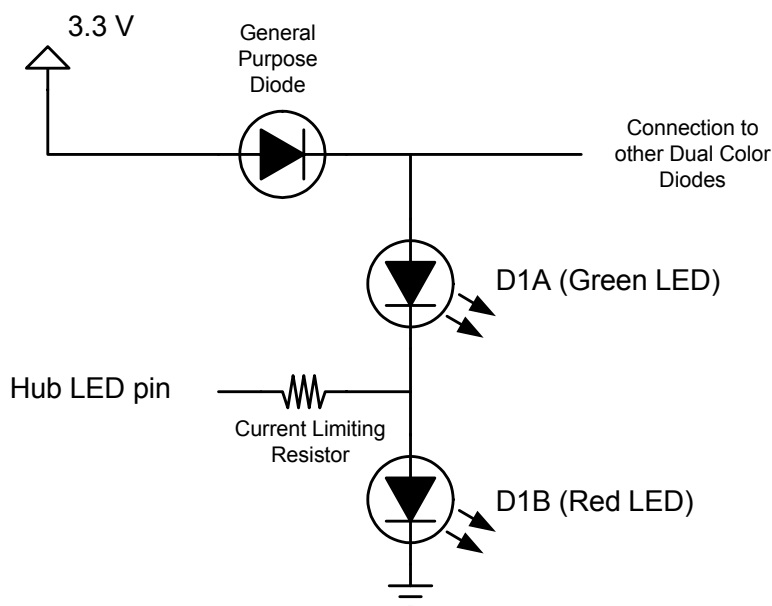 3.3 V
General
Purpose
Diode
Connection to
other Dual Color
Diodes
D1A (Green LED)
Hub LED pin
Current Limiting
Resistor
D1B (Red LED)